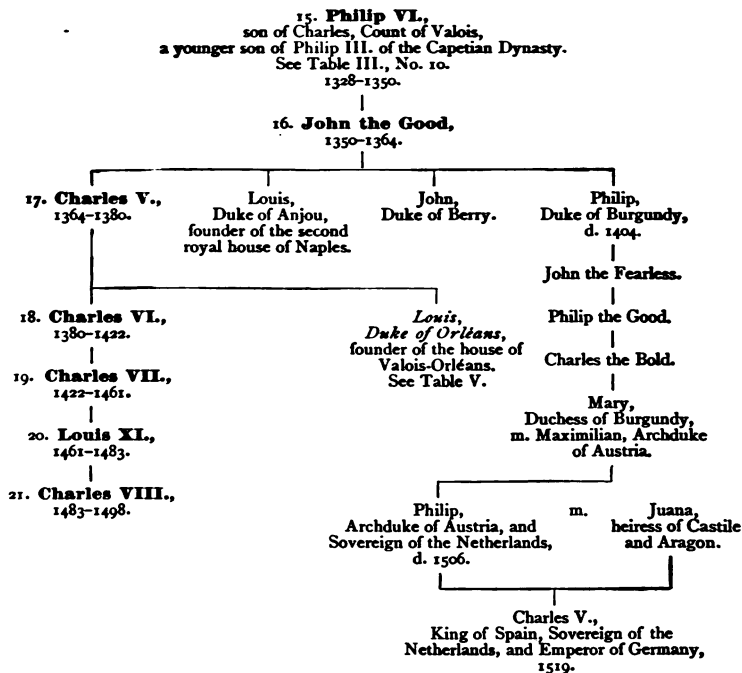 15. Philip VI.,
son of Charles, Count of Valois,
a younger son of Philip III. of the Capetian Dynasty.
See Table III., No. 10.
1328–1350.
16. John the Good,
1350–1364.
17. Charles V.,
1364–1380.
Louis,
Duke of Anjou,
founder of the second
royal house of Naples.
John,
Duke of Berry.
Philip,
Duke of Burgundy,
d. 1404.
John the Fearless.
18. Charles VI.,
1380–1422.
Louis,
Duke of Orléans,
founder of the house of
Valois-Orléans.
See Table V.
Philip the Good.
Charles the Bold.
19. Charles VII.,
1422–1461.
Mary,
Duchess of Burgundy,
m. Maximilian, Archduke
of Austria.
20. Louis XI.,
1461–1483.
21. Charles VIII.,
1483–1498.
Philip,
Archduke of Austria, and
Sovereign of the Netherlands,
d. 1506.
m.
Juana,
heiress of Castile
and Aragon.
Charles V.,
King of Spain, Sovereign of the
Netherlands, and Emperor of Germany,
1519.